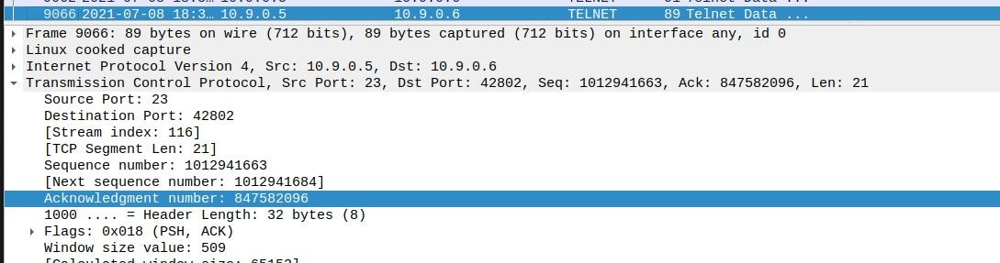 9066 2021-07-08 18:3… 10.9.0.5 10.9.0.6 TELNET 89 Telnet Data ...
Frame 9066: 89 bytes on wire (712 bits), 89 bytes captured (712 bits) on interface any, id 0
Linux cooked capture
Internet Protocol Version 4, Src: 10.9.0.5, Dst: 10.9.0.6
Transmission Control Protocol, Src Port: 23, Dst Port: 42802, Seq: 1012941663, Ack: 847582096, Len: 21
Source Port: 23
Destination Port: 42802
[Stream index: 116]
[TCP Segment Len: 21]
Sequence number: 1012941663
[Next sequence number: 1012941684]
Acknowledgment number: 847582096
1000 .... = Header Length: 32 bytes (8)
Flags: 0x018 (PSH, ACK)
Window size value: 509